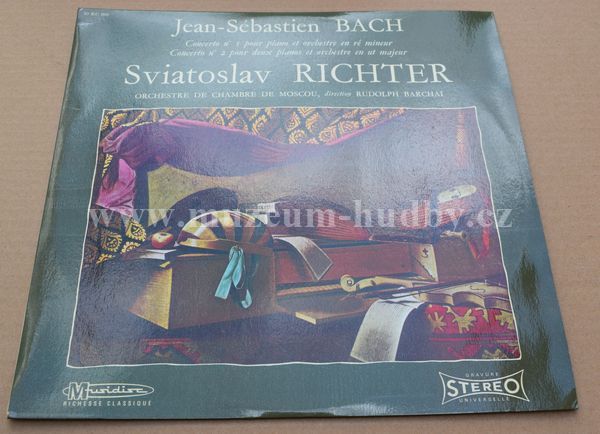 Jean-Sébastien BACH
Concerto n° 1 pour piano et orchestre en ré mineur
Concerto n° 2 pour deux pianos et orchestre en ut majeur
Sviatoslav RICHTER
ORCHESTRE DE CHAMBRE DE MOSCOU, direction RUDOLPH BARCHAÏ
www.muzeum-hudby.cz
Musidisc
RICHESSE CLASSIQUE
GRAVURE
STEREO
UNIVERSELLE